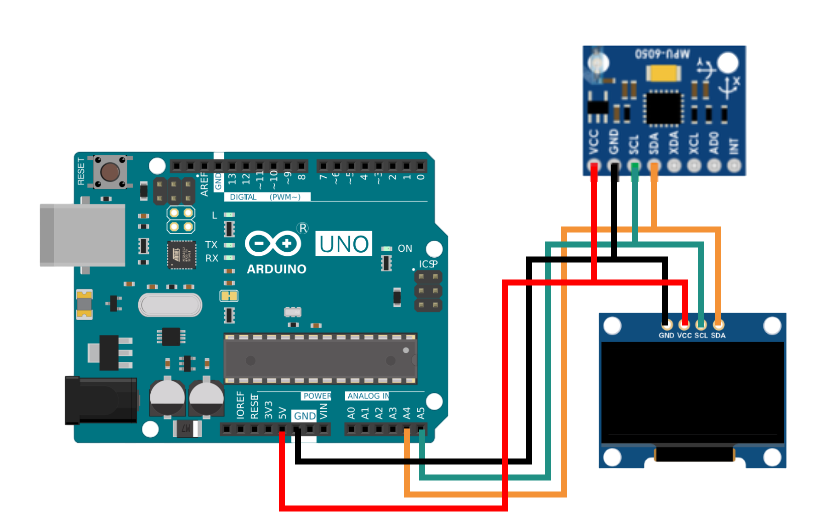 MPU-6050
Y
X
VCC
GND
SCL
SDA
XDA
XCL
AD0
INT
RESET
AREF
GND
13
12
~11
~10
~9
8
7
~6
~5
4
~3
2
1
0
DIGITAL (PWM~)
L
TX
RX
®
UNO
ARDUINO
ON
ICSP
GND VCC SCL SDA
POWER
ANALOG IN
IOREF
RESET
3V3
5V
GND
VIN
A0
A1
A2
A3
A4
A5